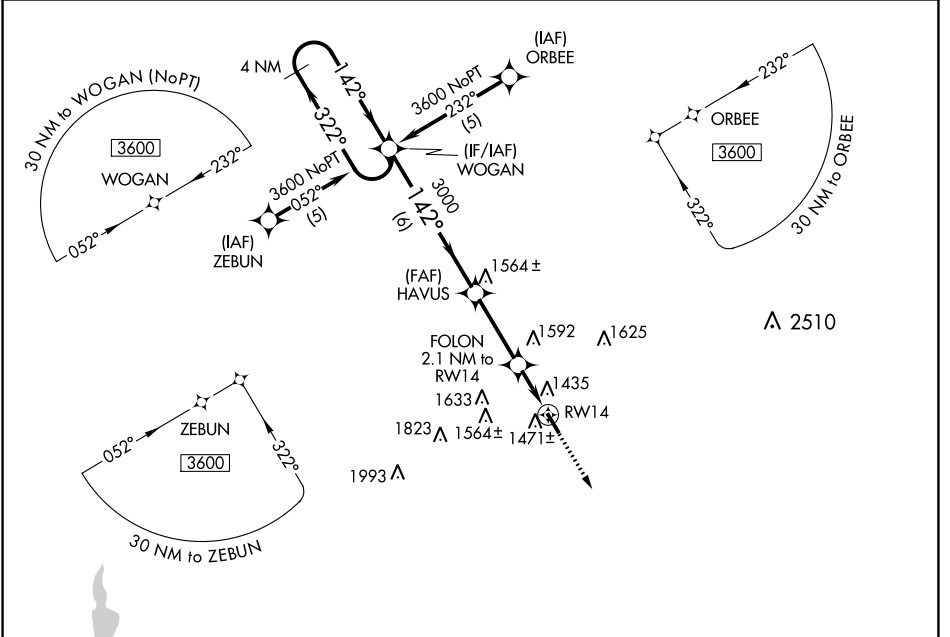 30 NM to WOGAN (NoPT)
3600
WOGAN
232°
052°
4 NM
142°
322°
(IAF)
ORBEE
3600 NoPT
232°
(5)
(IF/IAF)
WOGAN
3600 NoPT
052°
(5)
(IAF)
ZEBUN
3000
142°
(6)
232°
ORBEE
3600
322°
30 NM to ORBEE
(FAF)
HAVUS
1564±
FOLON
2.1 NM to
RW14
1592
1625
2510
1435
RW14
1633
1564±
1471±
1823
1993
052°
ZEBUN
3600
322°
30 NM to ZEBUN